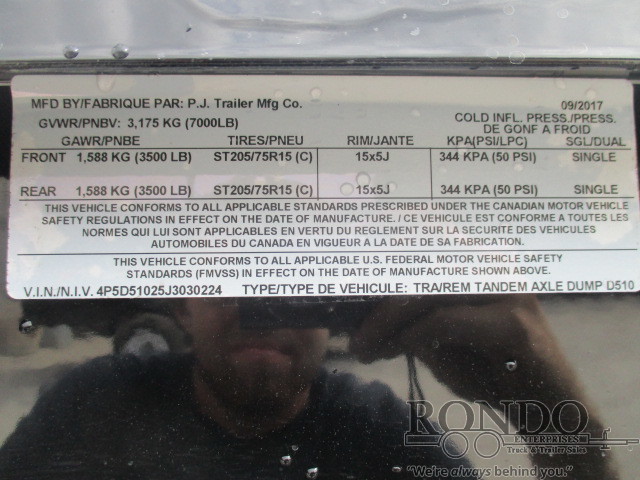 MFD BY/FABRIQUE PAR: P.J. Trailer Mfg Co. 09/2017
GVWR/PNBV: 3,175 KG (7000LB) COLD INFL. PRESS./PRESS.
DE GONF A FROID
GAWR/PNBE TIRES/PNEU RIM/JANTE KPA(PSI/LPC) SGL/DUAL
FRONT 1,588 KG (3500 LB) ST205/75R15 (C) 15x5J 344 KPA (50 PSI) SINGLE
REAR 1,588 KG (3500 LB) ST205/75R15 (C) 15x5J 344 KPA (50 PSI) SINGLE
THIS VEHICLE CONFORMS TO ALL APPLICABLE STANDARDS PRESCRIBED UNDER THE CANADIAN MOTOR VEHICLE
SAFETY REGULATIONS IN EFFECT ON THE DATE OF MANUFACTURE. / CE VEHICULE EST CONFORME A TOUTES LES
NORMES QUI LUI SONT APPLICABLES EN VERTU DU REGLEMENT SUR LA SECURITE DES VEHICULES
AUTOMOBILES DU CANADA EN VIGUEUR A LA DATE DE SA FABRICATION.
THIS VEHICLE CONFORMS TO ALL APPLICABLE U.S. FEDERAL MOTOR VEHICLE SAFETY
STANDARDS (FMVSS) IN EFFECT ON THE DATE OF MANUFACTURE SHOWN ABOVE.
V.I.N./N.I.V. 4P5D51025J3030224 TYPE/TYPE DE VEHICULE: TRA/REM TANDEM AXLE DUMP D510
RONDO
ENTERPRISES
Truck & Trailer Sales
"We're always behind you."